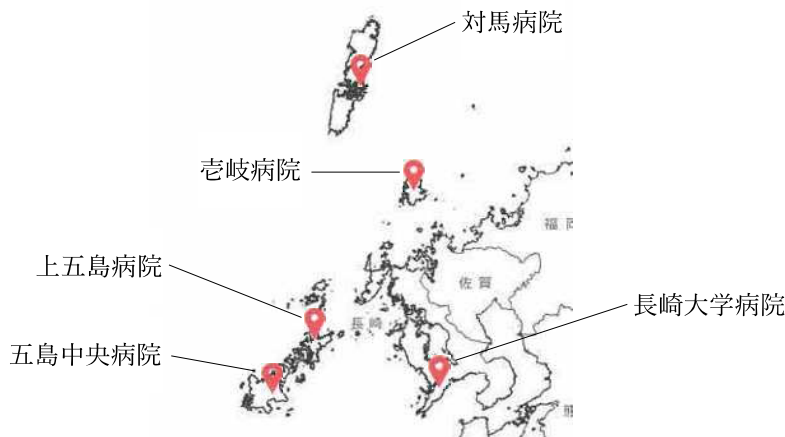 対馬病院
壱岐病院
福岡
上五島病院
佐賀
長崎
長崎大学病院
五島中央病院
熊